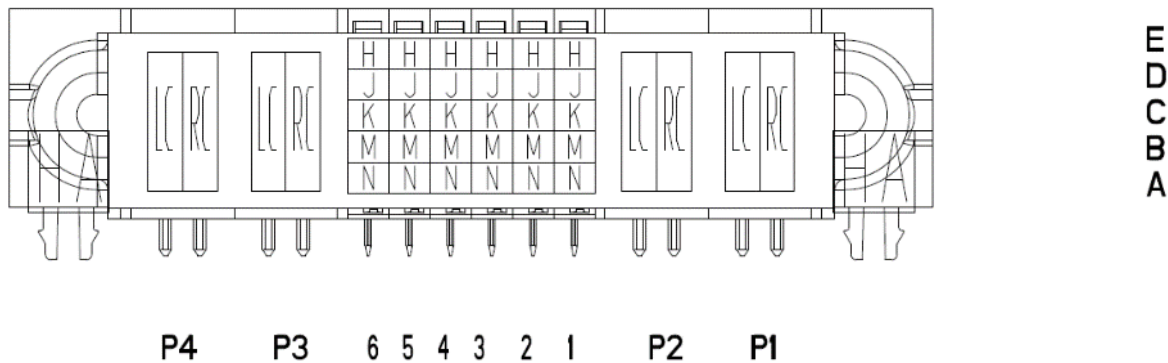 H H H H H H
J J J J J J
LC RC LC RC K K K K K K LC RC LC RC
M M M M M M
N N N N N N
E
D
C
B
A
P4 P3 6 5 4 3 2 1 P2 P1